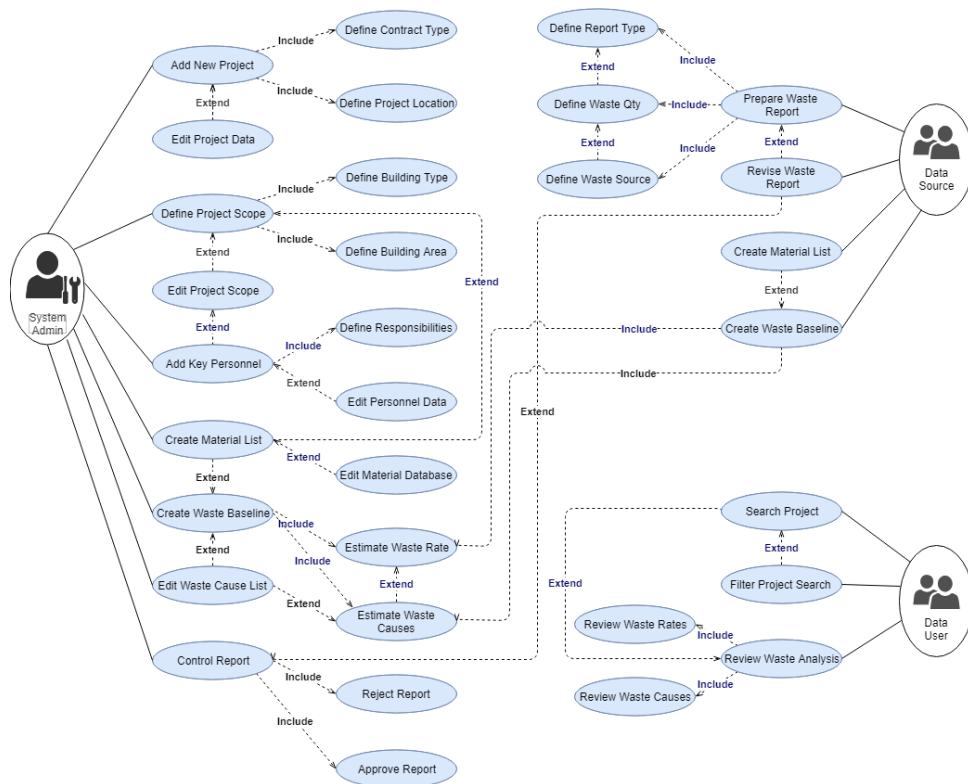 Define Contract Type
Include
Add New Project
Include
Extend
Define Project Location
Edit Project Data
Define Building Type
Include
Define Project Scope
Include
Extend
Define Building Area
Edit Project Scope
Extend
Define Responsibilities
Include
Add Key Personnel
Extend
Edit Personnel Data
Create Material List
Extend
Extend
Edit Material Database
Create Waste Baseline
Include
Extend
Include
Estimate Waste Rate
Edit Waste Cause List
Extend
Extend
Estimate Waste
Causes
Control Report
Include
Reject Report
Include
Approve Report
System
Admin
Extend
Define Report Type
Extend
Include
Define Waste Qty
Include
Prepare Waste
Report
Extend
Include
Extend
Define Waste Source
Revise Waste
Report
Data
Source
Create Material List
Extend
Include
Create Waste Baseline
Include
Extend
Search Project
Extend
Extend
Filter Project Search
Review Waste Rates
Include
Review Waste Analysis
Include
Review Waste Causes
Data
User